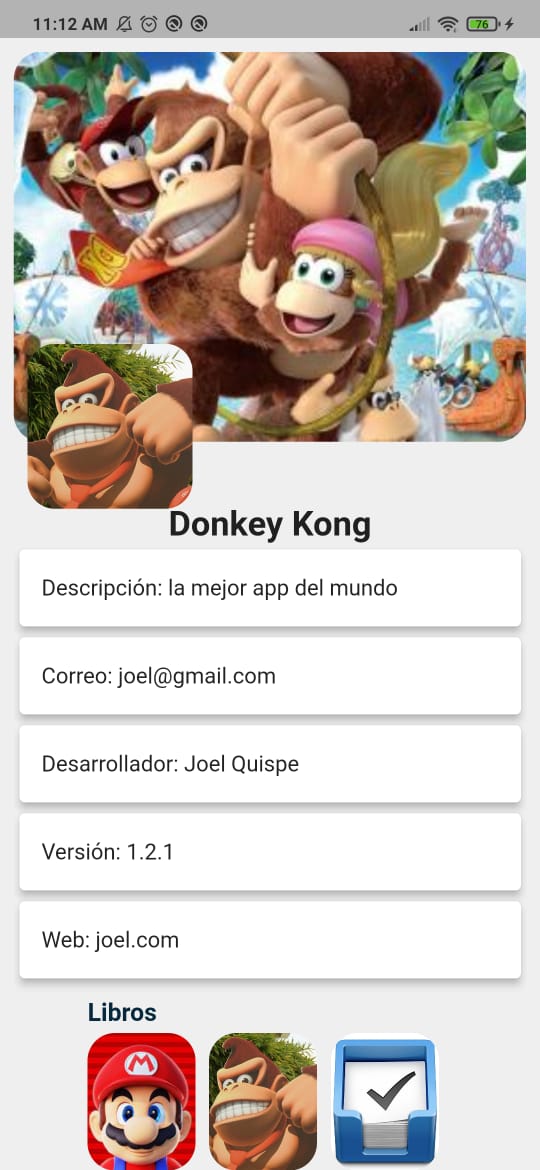 11:12 AM
76
DK
Donkey Kong
Descripción: la mejor app del mundo
Correo: joel@gmail.com
Desarrollador: Joel Quispe
Versión: 1.2.1
Web: joel.com
Libros
M